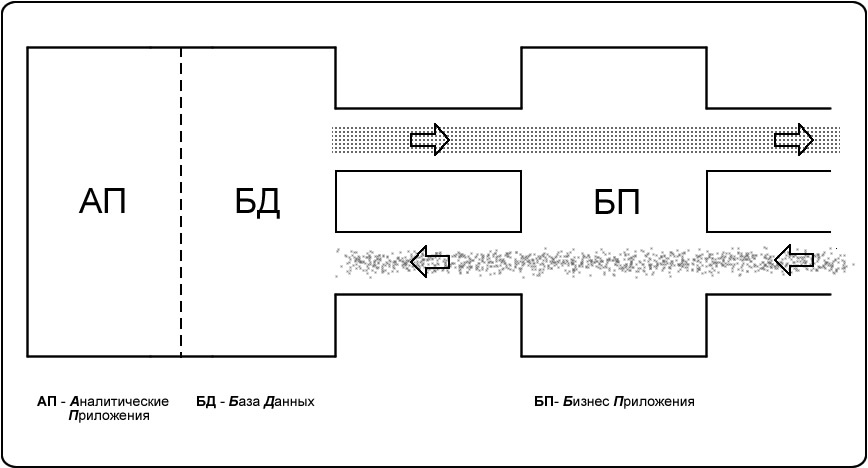 АП БД БП
АП - Аналитические
Приложения
БД - База Данных
БП- Бизнес Приложения